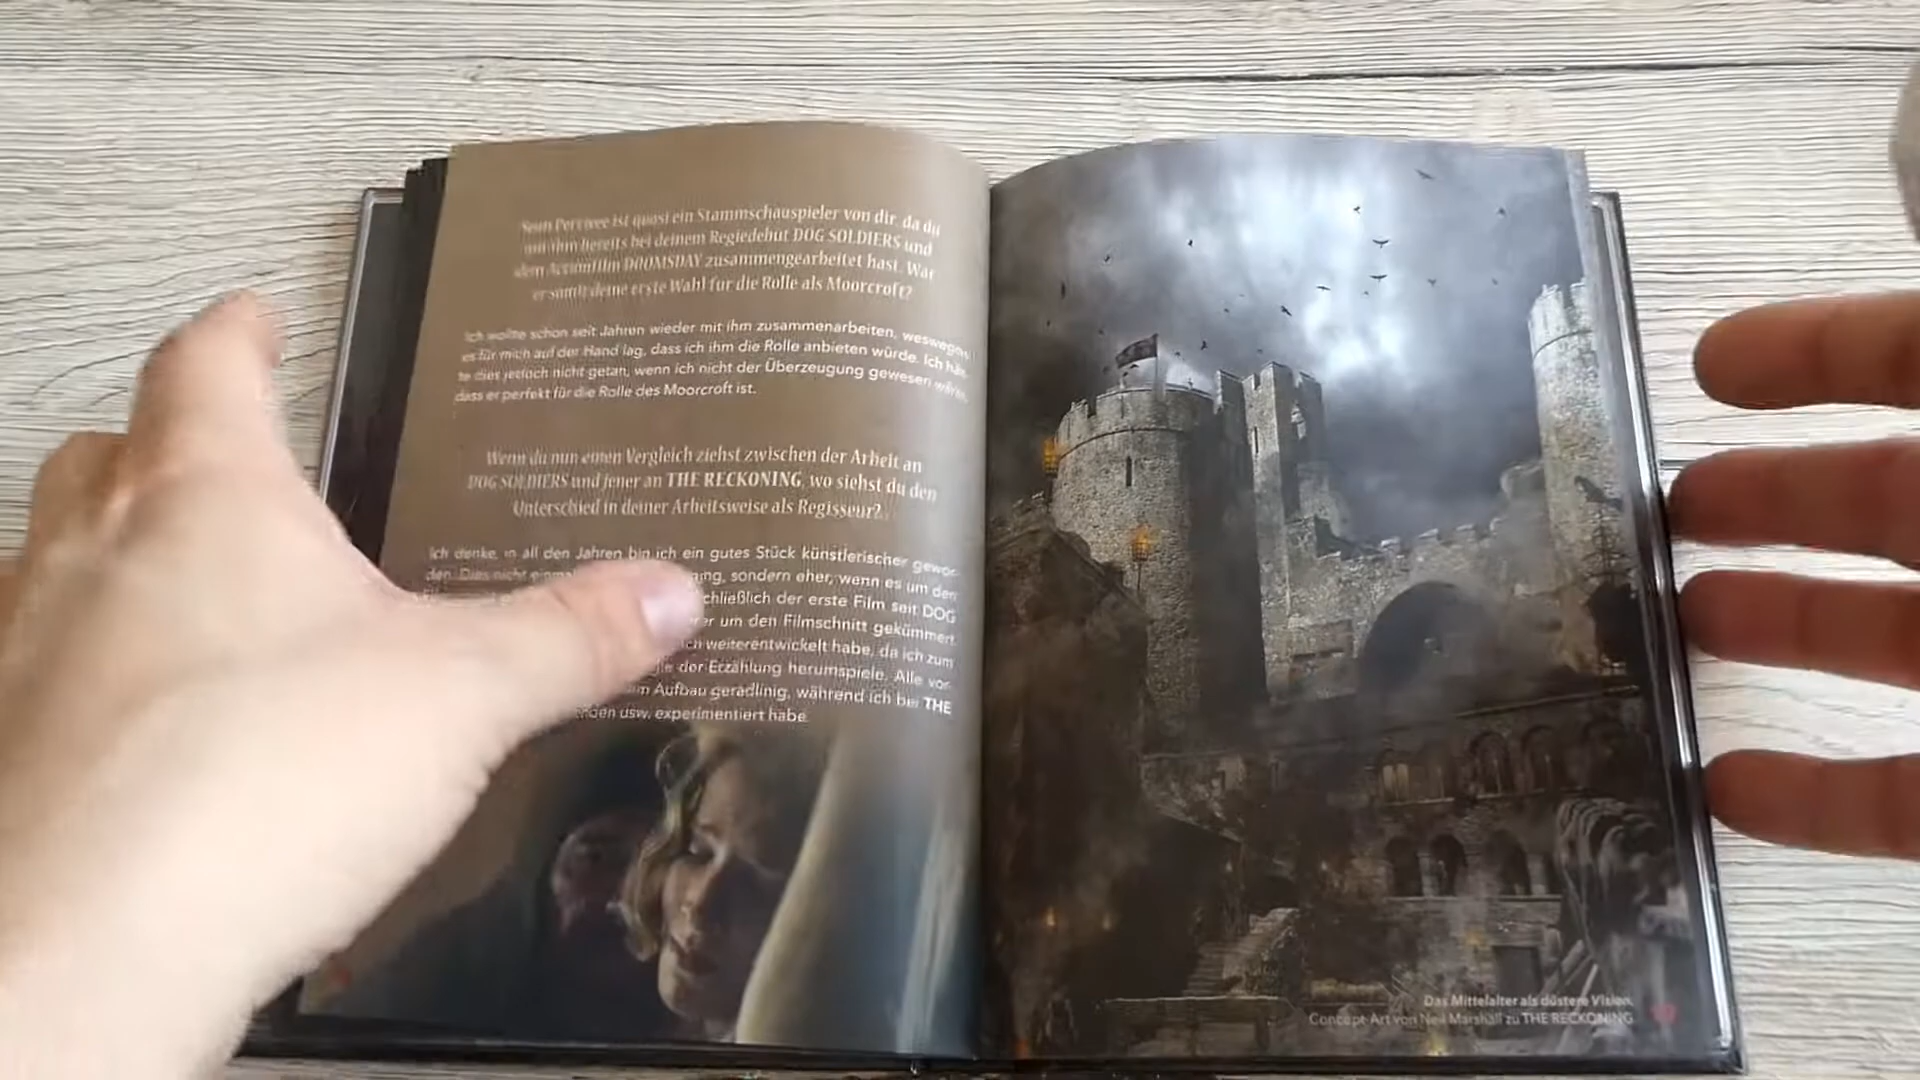 Sean Pertwee ist quasi ein Stammschauspieler von dir, da du
mit ihm bereits bei deinem Regiedebüt DOG SOLDIERS und
dem Actionfilm DOOMSDAY zusammengearbeitet hast. War
er somit deine erste Wahl für die Rolle als Moorcroft?
Ich wollte schon seit Jahren wieder mit ihm zusammenarbeiten, weswegen
es für mich auf der Hand lag, dass ich ihm die Rolle anbieten würde. Ich hät-
te dies jedoch nicht getan, wenn ich nicht der Überzeugung gewesen wäre,
dass er perfekt für die Rolle des Moorcroft ist.
Wenn du nun einen Vergleich ziehst zwischen der Arbeit an
DOG SOLDIERS und jener an THE RECKONING, wo siehst du den
Unterschied in deiner Arbeitsweise als Regisseur?
Ich denke, in all den Jahren bin ich ein gutes Stück künstlerischer gewor-
den. Dies nicht sondern eher, wenn es um den
chließlich der erste Film seit DOG
um den Filmschnitt gekümmert
weiterentwickelt habe, da ich zum
der Erzählung herumspiele. Alle vor-
Aufbau geradlinig, während ich bei THE
usw. experimentiert habe.
Das Mittelalter als düstere Vision.
Concept-Art von Neil Marshall zu THE RECKONING.